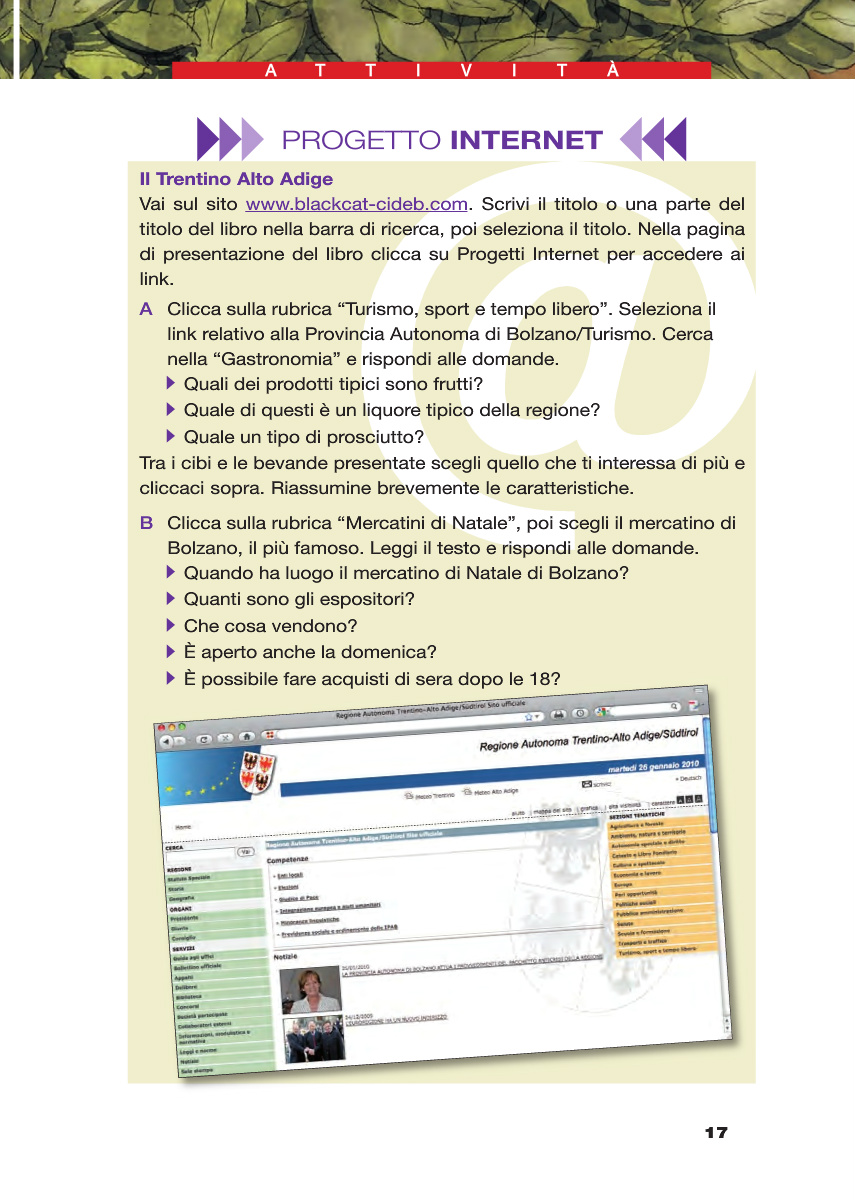 ATTIVITÀ
PROGETTO INTERNET
Il Trentino Alto Adige
Vai sul sito www.blackcat-cideb.com. Scrivi il titolo o una parte del
titolo del libro nella barra di ricerca, poi seleziona il titolo. Nella pagina
di presentazione del libro clicca su Progetti Internet per accedere ai
link.
A Clicca sulla rubrica “Turismo, sport e tempo libero”. Seleziona il
link relativo alla Provincia Autonoma di Bolzano/Turismo. Cerca
nella “Gastronomia” e rispondi alle domande.
Quali dei prodotti tipici sono frutti?
Quale di questi è un liquore tipico della regione?
Quale un tipo di prosciutto?
Tra i cibi e le bevande presentate scegli quello che ti interessa di più e
cliccaci sopra. Riassumine brevemente le caratteristiche.
B Clicca sulla rubrica “Mercatini di Natale”, poi scegli il mercatino di
Bolzano, il più famoso. Leggi il testo e rispondi alle domande.
Quando ha luogo il mercatino di Natale di Bolzano?
Quanti sono gli espositori?
Che cosa vendono?
È aperto anche la domenica?
È possibile fare acquisti di sera dopo le 18?
Regione Autonoma Trentino-Alto Adige/Südtirol Sito ufficiale
Regione Autonoma Trentino-Alto Adige/Südtirol
martedì 26 gennaio 2010
Meteo Trentino Meteo Alto Adige scrivici Deutsch
aiuto mappa del sito grafica alta visibilità carattere A A A
Home
CERCA
Vai
REGIONE
Statuto Speciale
Storia
Geografia
ORGANI
Presidente
Giunta
Consiglio
SERVIZI
Guida agli uffici
Bollettino ufficiale
Appalti
Delibere
Biblioteca
Concorsi
Società partecipate
Collaboratori esterni
Informazioni, modulistica e
normativa
Leggi e norme
Notizie
Sala stampa
Regione Autonoma Trentino-Alto Adige/Südtirol Sito ufficiale
Competenze
Enti locali
Elezioni
Giudice di Pace
Integrazione europea e aiuti umanitari
Minoranze linguistiche
Previdenza sociale e ordinamento delle IPAB
Notizie
LA PROVINCIA AUTONOMA DI BOLZANO ATTUA I PROVVEDIMENTI DEL PACCHETTO ANTICRISI DELLA REGIONE
24/12/2009
L'EUROREGIONE HA UN NUOVO INDIRIZZO
SEZIONI TEMATICHE
Agricoltura e foreste
Ambiente, natura e territorio
Autonomia speciale e diritto
Catasto e Libro Fondiario
Cultura e spettacolo
Economia e lavoro
Europa
Pari opportunità
Politiche sociali
Pubblica amministrazione
Salute
Scuola e formazione
Trasporti e traffico
Turismo, sport e tempo libero
17